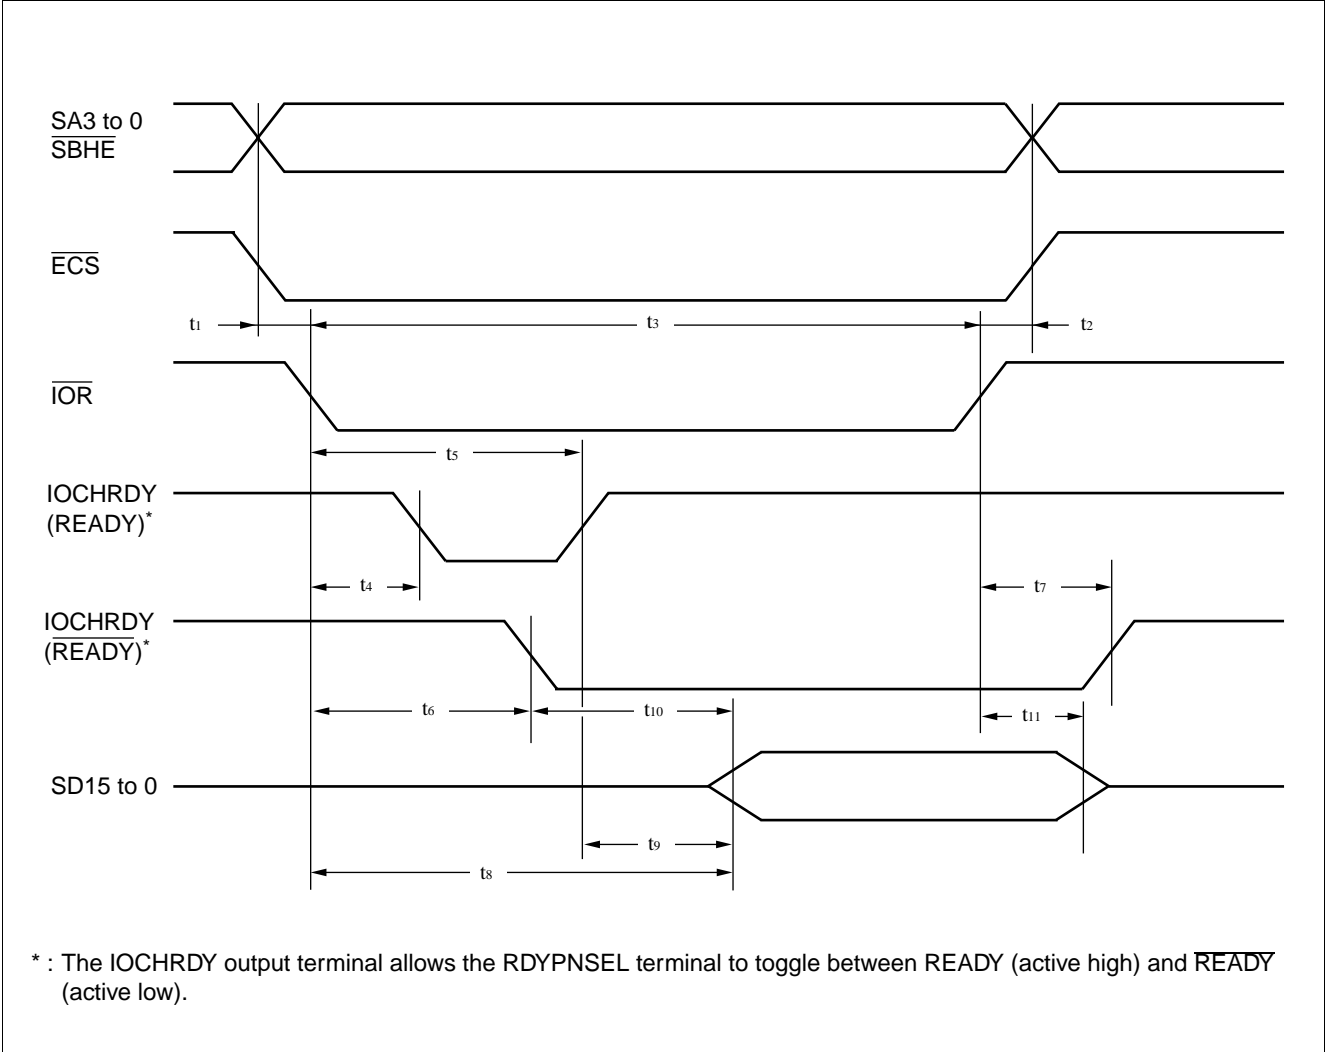 SA3 to 0
SBHE
ECS
t1
t3
t2
IOR
t5
IOCHRDY
(READY)*
t4
t7
IOCHRDY
(READY)*
t6
t10
t11
SD15 to 0
t9
t8
* : The IOCHRDY output terminal allows the RDYPNSEL terminal to toggle between READY (active high) and READY
(active low).